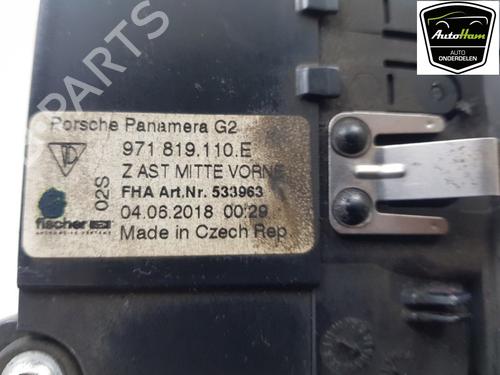 AutoHam
AUTO
ONDERDELEN
Porsche Panamera G2
971 819.110.E
Z AST MITTE VORNE
02S
FHA Art.Nr. 533963
fischer
04.06.2018 00:29
Made in Czech Rep
PARTS